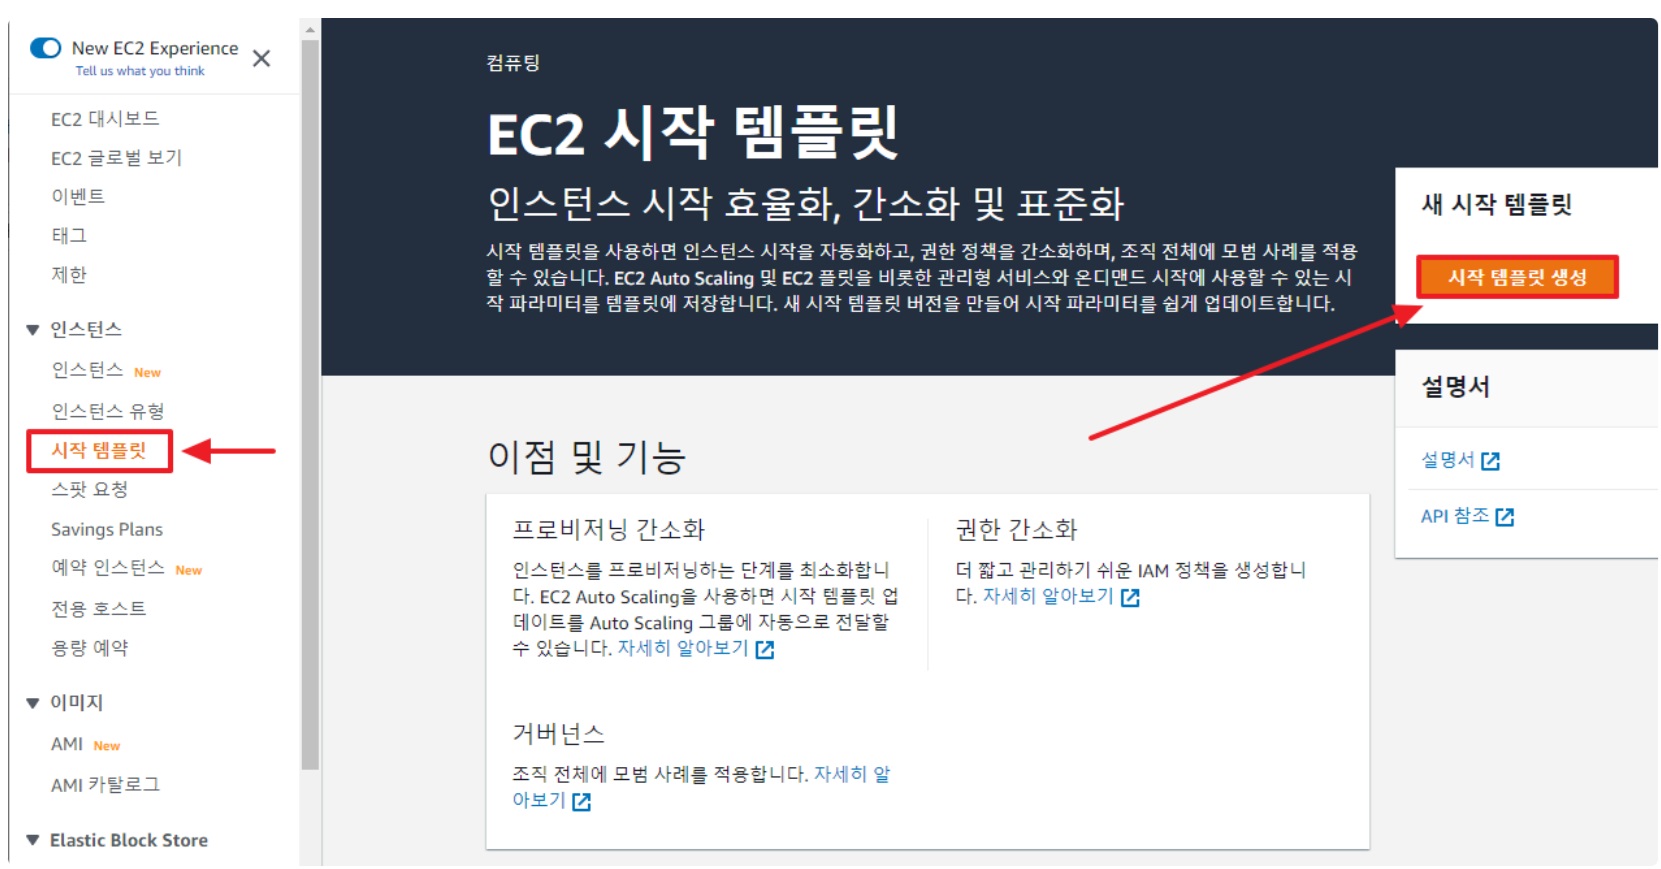 New EC2 Experience
Tell us what you think
EC2 대시보드
EC2 글로벌 보기
이벤트
태그
제한
인스턴스
인스턴스 New
인스턴스 유형
시작 템플릿
스팟 요청
Savings Plans
예약 인스턴스 New
전용 호스트
용량 예약
이미지
AMI New
AMI 카탈로그
Elastic Block Store
컴퓨팅
EC2 시작 템플릿
인스턴스 시작 효율화, 간소화 및 표준화
시작 템플릿을 사용하면 인스턴스 시작을 자동화하고, 권한 정책을 간소화하며, 조직 전체에 모범 사례를 적용
할 수 있습니다. EC2 Auto Scaling 및 EC2 플릿을 비롯한 관리형 서비스와 온디맨드 시작에 사용할 수 있는 시
작 파라미터를 템플릿에 저장합니다. 새 시작 템플릿 버전을 만들어 시작 파라미터를 쉽게 업데이트합니다.
새 시작 템플릿
시작 템플릿 생성
설명서
설명서
API 참조
이점 및 기능
프로비저닝 간소화
인스턴스를 프로비저닝하는 단계를 최소화합니
다. EC2 Auto Scaling을 사용하면 시작 템플릿 업
데이트를 Auto Scaling 그룹에 자동으로 전달할
수 있습니다. 자세히 알아보기
권한 간소화
더 짧고 관리하기 쉬운 IAM 정책을 생성합니
다. 자세히 알아보기
거버넌스
조직 전체에 모범 사례를 적용합니다. 자세히 알
아보기